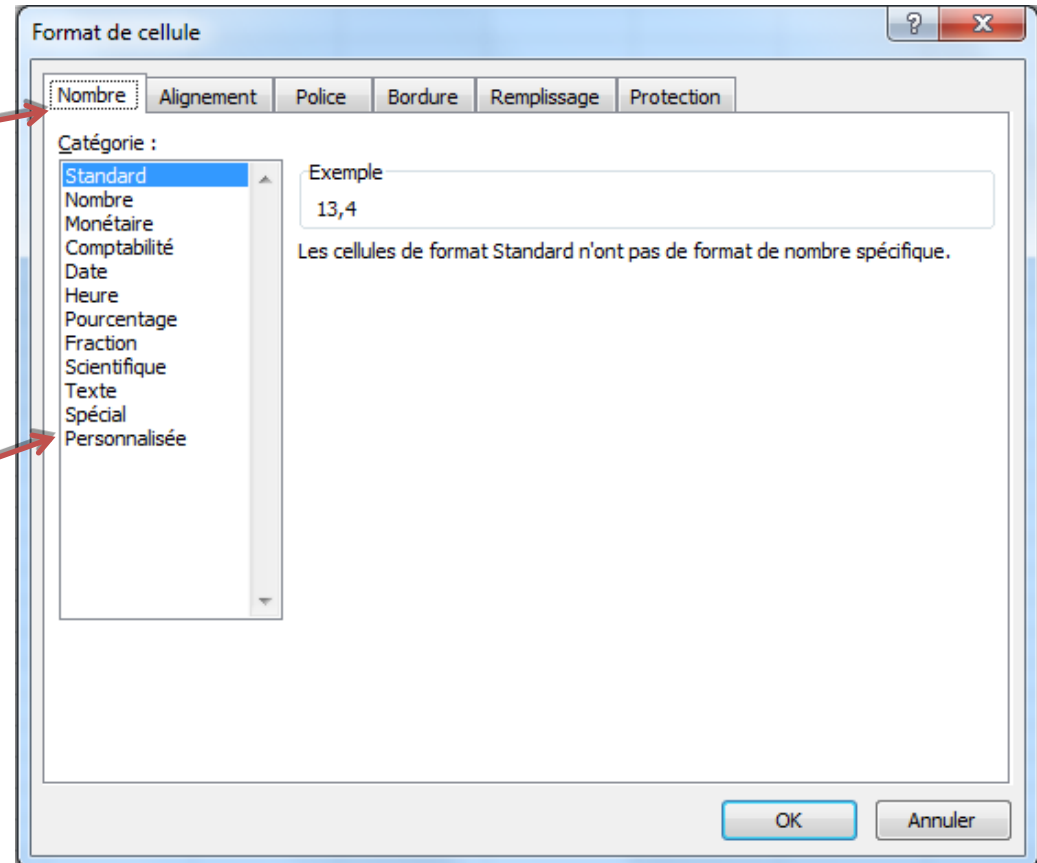 Format de cellule
Nombre Alignement Police Bordure Remplissage Protection
Catégorie :
Standard
Nombre
Monétaire
Comptabilité
Date
Heure
Pourcentage
Fraction
Scientifique
Texte
Spécial
Personnalisée
Exemple
13,4
Les cellules de format Standard n'ont pas de format de nombre spécifique.
OK Annuler